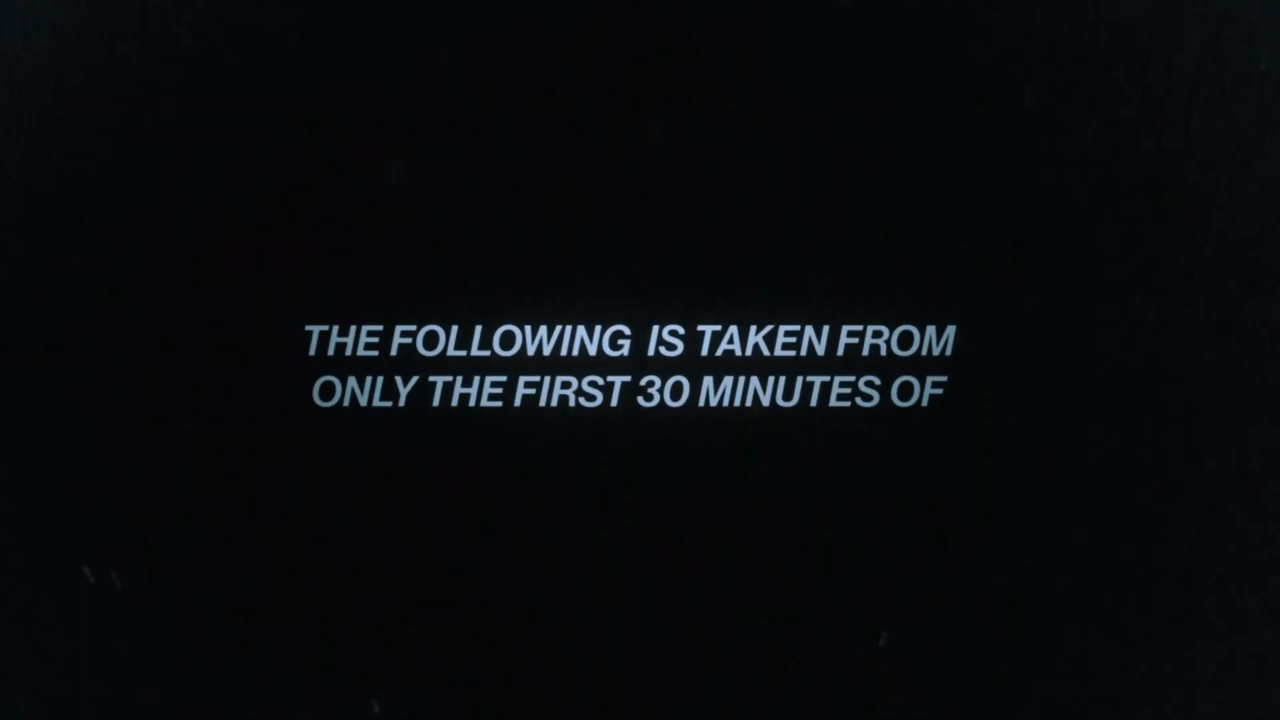 THE FOLLOWING IS TAKEN FROM
ONLY THE FIRST 30 MINUTES OF